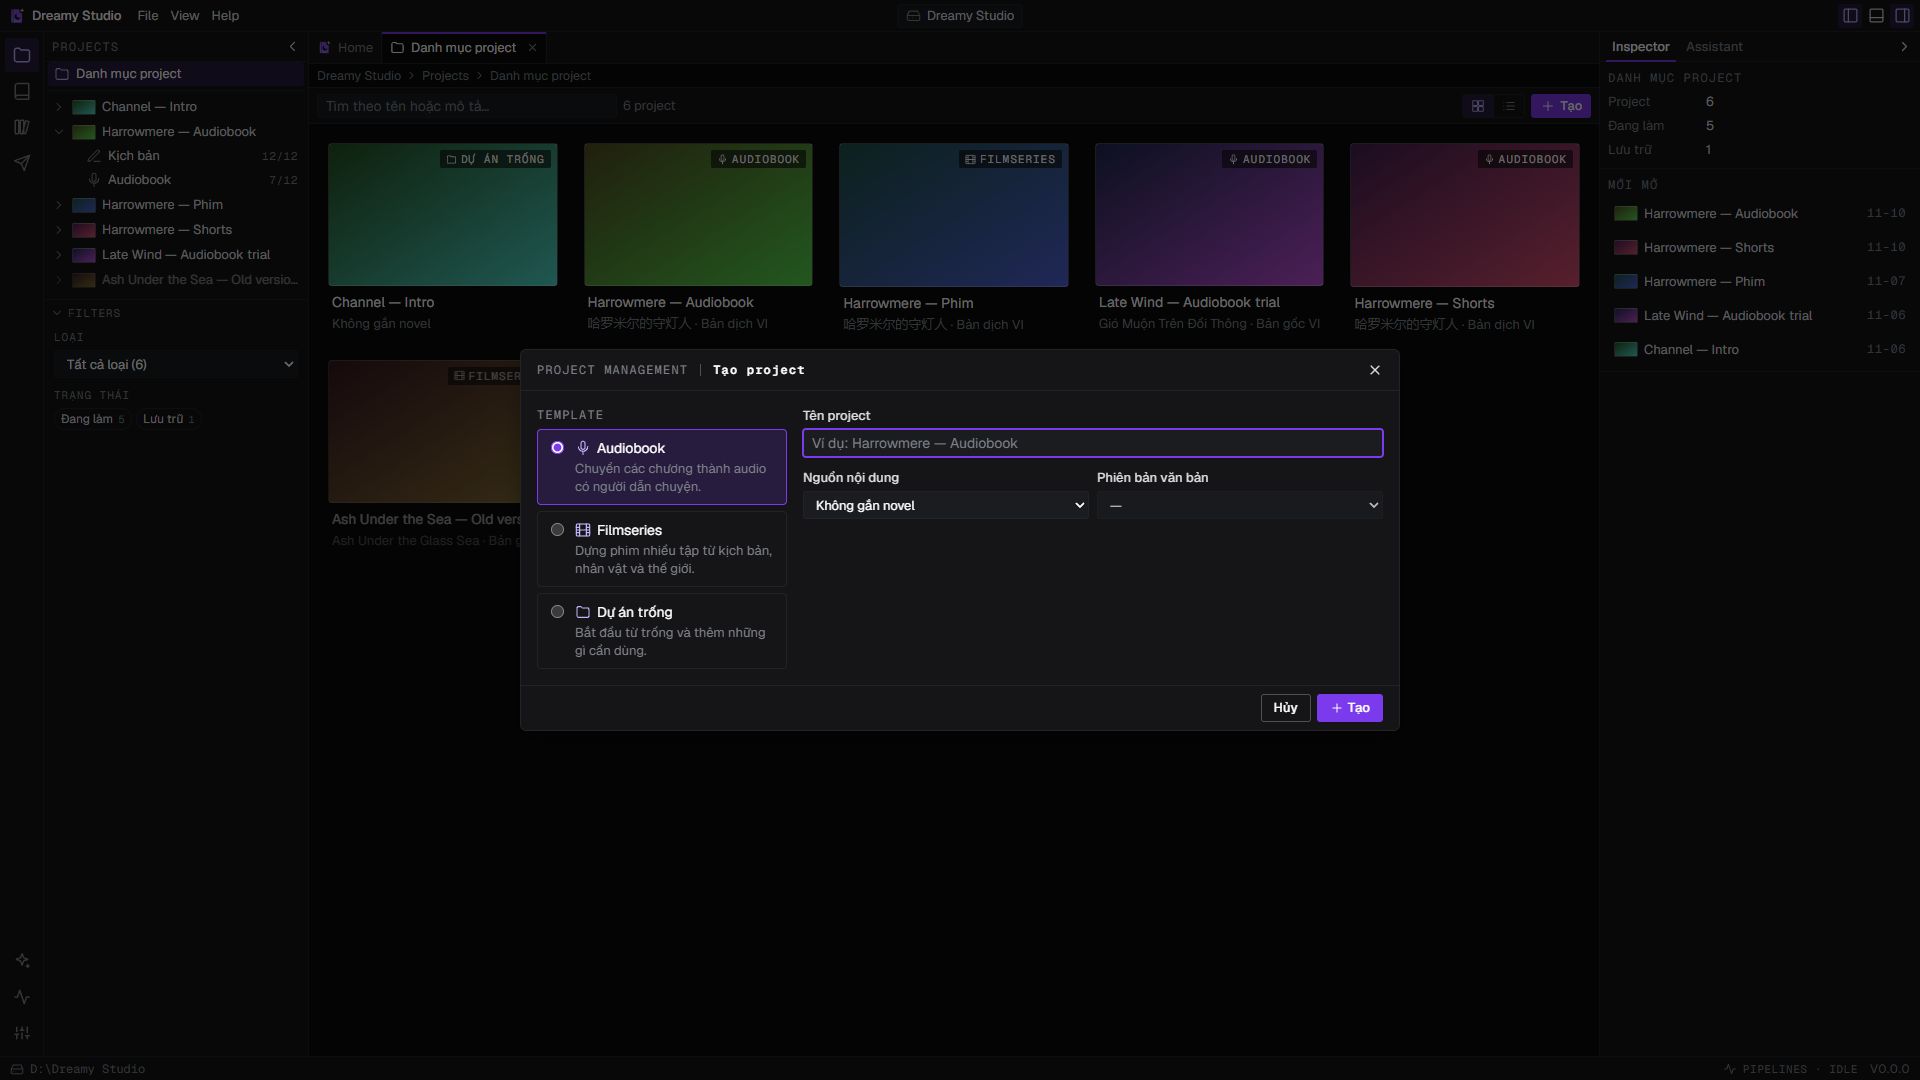 Dreamy Studio File View Help
Dreamy Studio
PROJECTS
Danh mục project
Channel — Intro
Harrowmere — Audiobook
Kịch bản 12/12
Audiobook 7/12
Harrowmere — Phim
Harrowmere — Shorts
Late Wind — Audiobook trial
Ash Under the Sea — Old versio…
FILTERS
LOẠI
Tất cả loại (6)
TRẠNG THÁI
Đang làm 5 Lưu trữ 1
Home Danh mục project
Dreamy Studio > Projects > Danh mục project
Tìm theo tên hoặc mô tả… 6 project
+ Tạo
DỰ ÁN TRỐNG
Channel — Intro
Không gắn novel
AUDIOBOOK
Harrowmere — Audiobook
哈罗米尔的守灯人 · Bản dịch VI
FILMSERIES
Harrowmere — Phim
哈罗米尔的守灯人 · Bản dịch VI
AUDIOBOOK
Late Wind — Audiobook trial
Gió Muộn Trên Đồi Thông · Bản gốc VI
AUDIOBOOK
Harrowmere — Shorts
哈罗米尔的守灯人 · Bản dịch VI
FILMSER
Ash Under the Sea — Old vers
Ash Under the Glass Sea · Bản g
PROJECT MANAGEMENT | Tạo project
TEMPLATE
Audiobook
Chuyển các chương thành audio
có người dẫn chuyện.
Filmseries
Dựng phim nhiều tập từ kịch bản,
nhân vật và thế giới.
Dự án trống
Bắt đầu từ trống và thêm những
gì cần dùng.
Tên project
Ví dụ: Harrowmere — Audiobook
Nguồn nội dung Phiên bản văn bản
Không gắn novel —
Hủy + Tạo
Inspector Assistant
DANH MỤC PROJECT
Project 6
Đang làm 5
Lưu trữ 1
MỚI MỞ
Harrowmere — Audiobook 11-10
Harrowmere — Shorts 11-10
Harrowmere — Phim 11-07
Late Wind — Audiobook trial 11-06
Channel — Intro 11-06
D:\Dreamy Studio
PIPELINES · IDLE V0.0.0